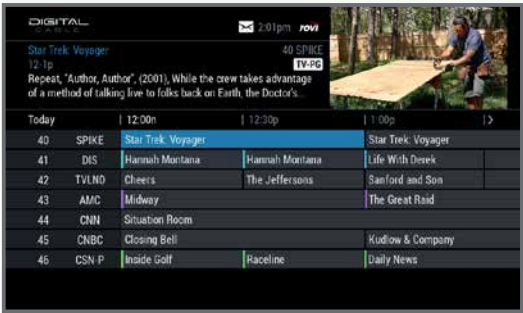 DIGITAL
CABLE
2:01pm rovi
Star Trek: Voyager 40 SPIKE
12-1p TV-PG
Repeat, "Author, Author", (2001), While the crew takes advantage
of a method of talking live to folks back on Earth, the Doctor's...
Today 12:00n 12:30p 1:00p
40 SPIKE Star Trek: Voyager Star Trek: Voyager
41 DIS Hannah Montana Hannah Montana Life With Derek
42 TVLND Cheers The Jeffersons Sanford and Son
43 AMC Midway The Great Raid
44 CNN Situation Room
45 CNBC Closing Bell Kudlow & Company
46 CSN-P Inside Golf Raceline Daily News